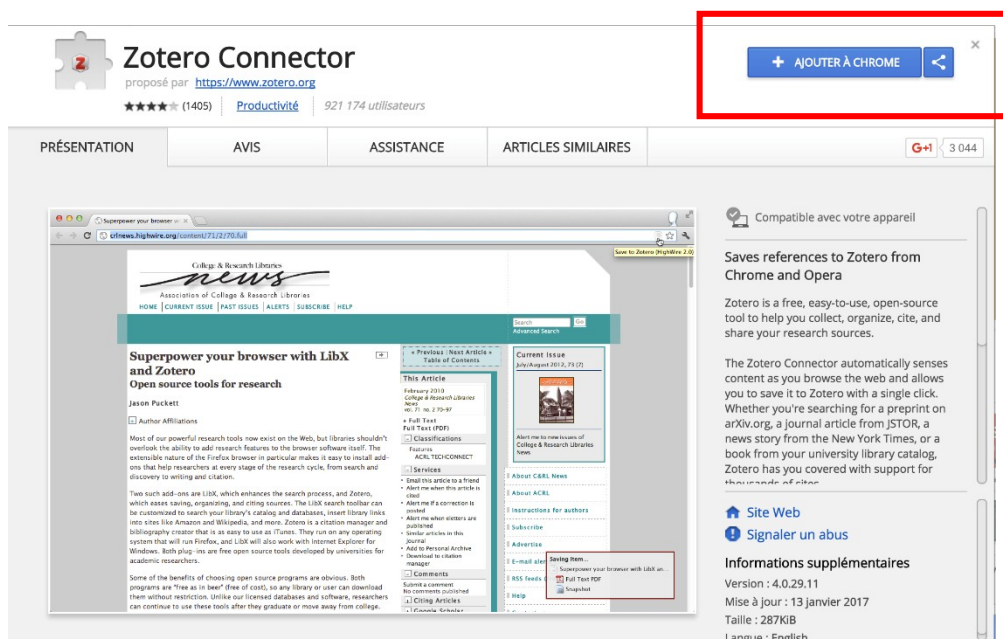 Zotero Connector
proposé par https://www.zotero.org
(1405) Productivité 921 174 utilisateurs
+ AJOUTER À CHROME
PRÉSENTATION AVIS ASSISTANCE ARTICLES SIMILAIRES
G+1 3 044
Superpower your browser w
crlnews.highwire.org/content/71/2/70.full
Save to Zotero (HighWire 2.0)
College & Research Libraries
news
Association of College & Research Libraries
HOME CURRENT ISSUE PAST ISSUES ALERTS SUBSCRIBE HELP
Search Go
Advanced Search
Superpower your browser with LibX
and Zotero
Open source tools for research
Jason Puckett
Author Affiliations
Most of our powerful research tools now exist on the Web, but libraries shouldn't
overlook the ability to add research features to the browser software itself. The
extensible nature of the Firefox browser in particular makes it easy to install add-
ons that help researchers at every stage of the research cycle, from search and
discovery to writing and citation.
Two such add-ons are LibX, which enhances the search process, and Zotero,
which eases saving, organizing, and citing sources. The LibX search toolbar can
be customized to search your library's catalog and databases, insert library links
into sites like Amazon and Wikipedia, and more. Zotero is a citation manager and
bibliography creator that is as easy to use as iTunes. They run on any operating
system that will run Firefox, and LibX will also work with Internet Explorer for
Windows. Both plug-ins are free open source tools developed by universities for
academic researchers.
Some of the benefits of choosing open source programs are obvious. Both
programs are "free as in beer" (free of cost), so any library or user can download
them without restriction. Unlike our licensed databases and software, researchers
can continue to use these tools after they graduate or move away from college.
« Previous | Next Article »
Table of Contents
This Article
February 2010
College & Research Libraries
News
vol. 71 no. 2 70-97
» Full Text
Full Text (PDF)
Classifications
Features
ACRL TECHCONNECT
Services
Email this article to a friend
Alert me when this article is
cited
Alert me if a correction is
posted
Alert me when eletters are
published
Similar articles in this
journal
Add to Personal Archive
Download to citation
manager
Comments
Submit a comment
No comments published
Citing Articles
Google Scholar
Current Issue
July/August 2012, 73 (7)
Alert me to new issues of
College & Research Libraries
News
About C&RL News
About ACRL
Instructions for authors
Subscribe
Advertise
E-mail aler
RSS feeds
Help
Saving Item...
Superpower your browser with LibX an...
Full Text PDF
Snapshot
Compatible avec votre appareil
Saves references to Zotero from
Chrome and Opera
Zotero is a free, easy-to-use, open-source
tool to help you collect, organize, cite, and
share your research sources.
The Zotero Connector automatically senses
content as you browse the web and allows
you to save it to Zotero with a single click.
Whether you're searching for a preprint on
arXiv.org, a journal article from JSTOR, a
news story from the New York Times, or a
book from your university library catalog,
Zotero has you covered with support for
thousands of sites
Site Web
Signaler un abus
Informations supplémentaires
Version : 4.0.29.11
Mise à jour : 13 janvier 2017
Taille : 287KiB
Langue : English